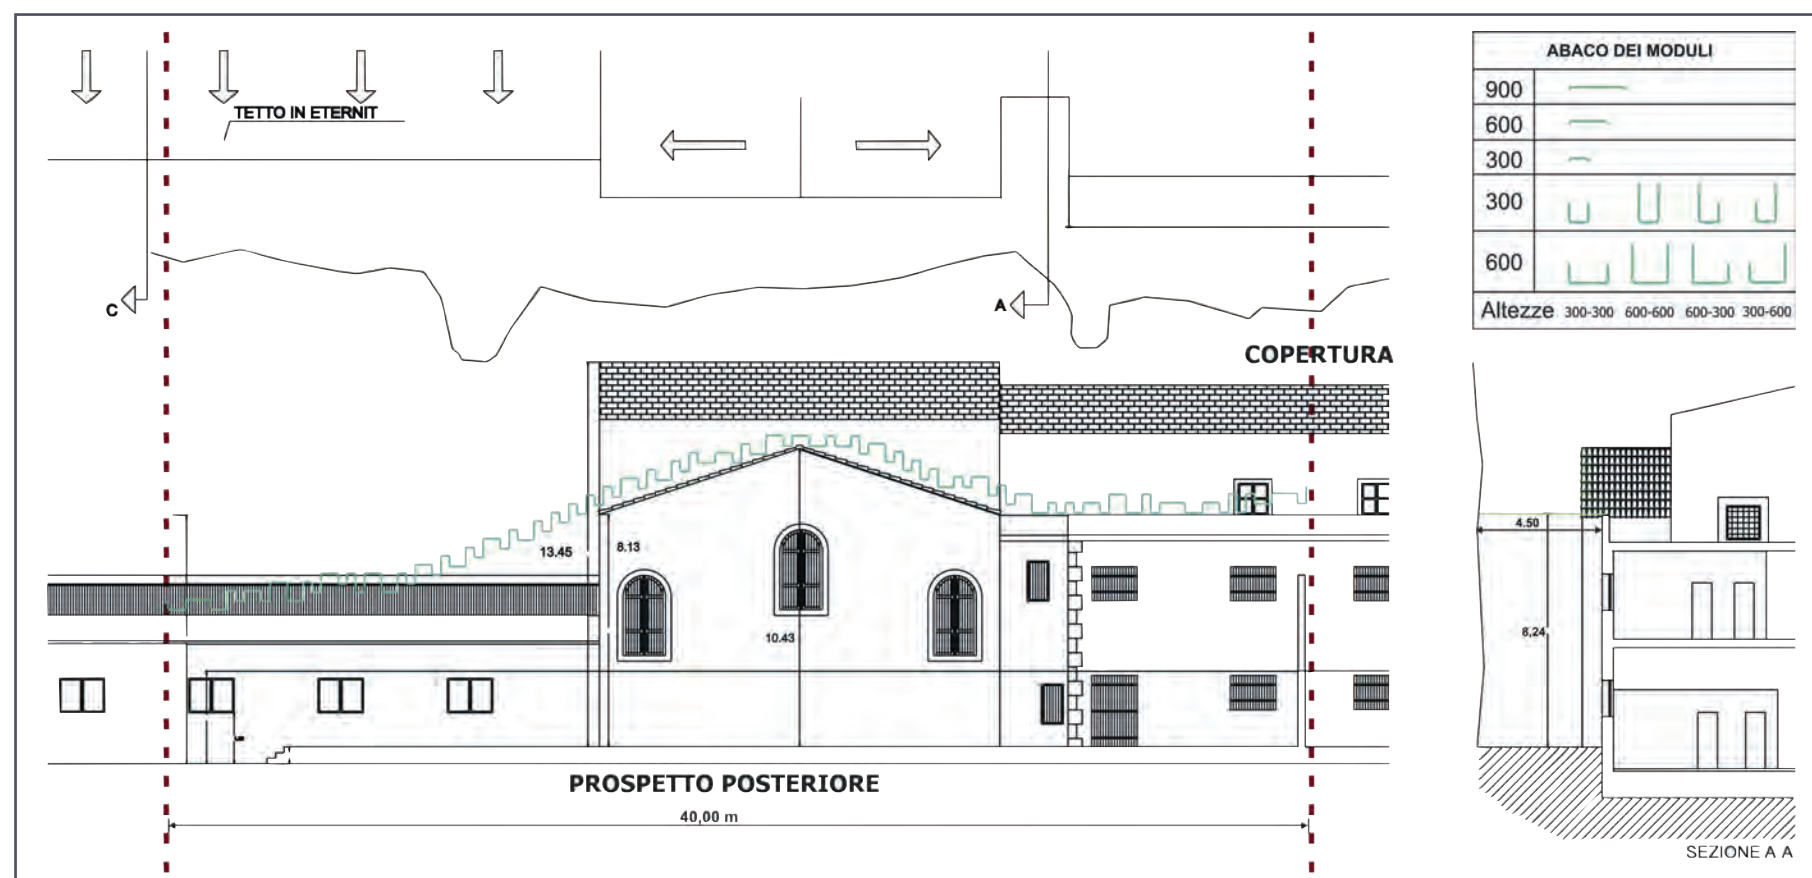 TETTO IN ETERNIT
C
A
COPERTURA
13.45
8.13
10.43
PROSPETTO POSTERIORE
40,00 m
ABACO DEI MODULI
900
600
300
300
600
Altezze 300-300 600-600 600-300 300-600
4.50
8,24
SEZIONE A A